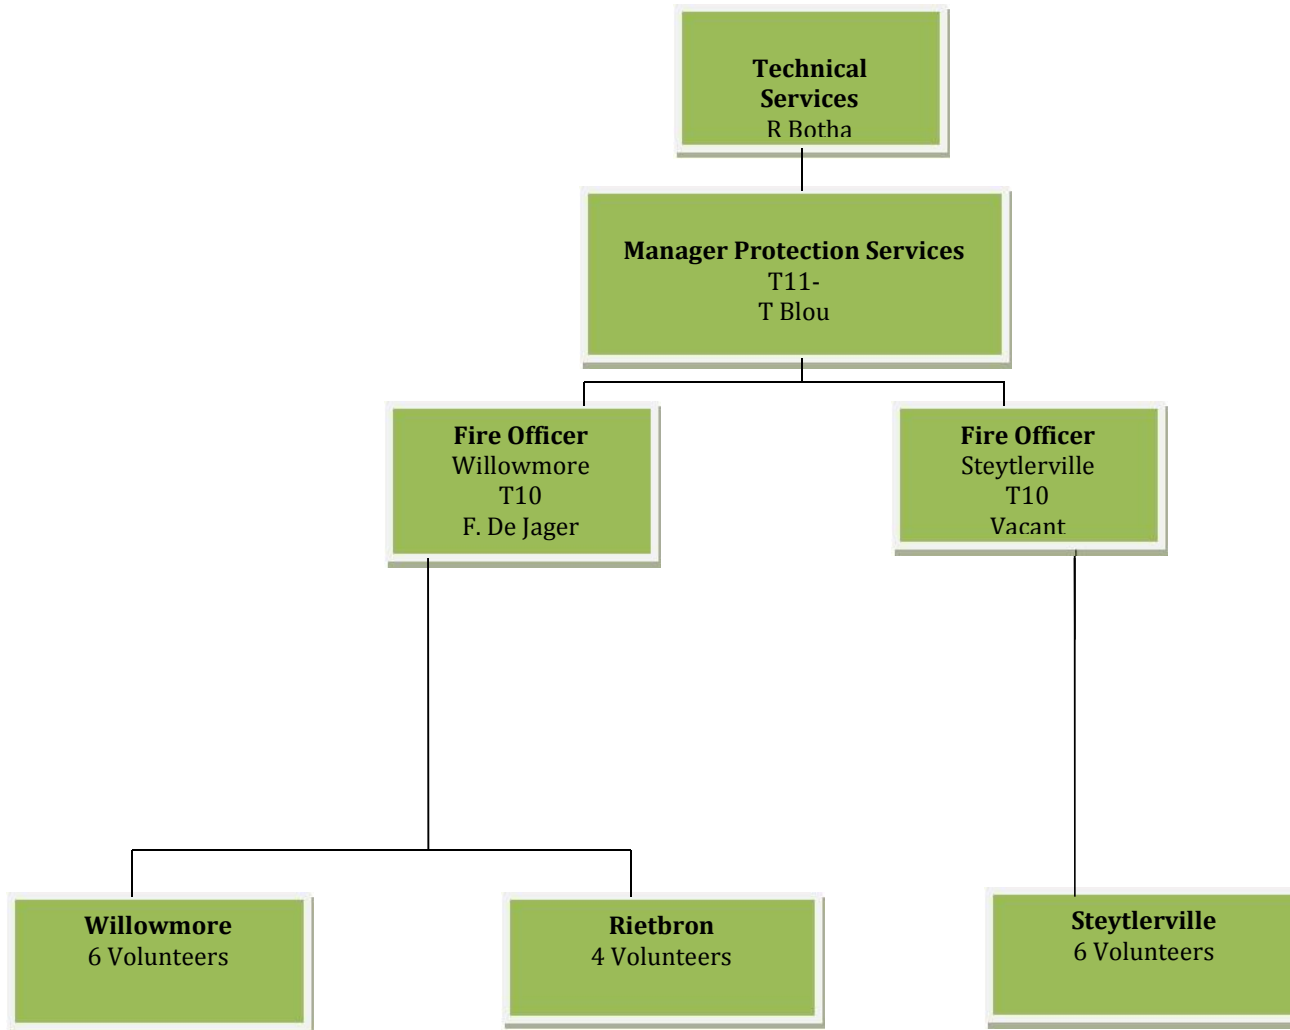 Technical
Services
R Botha
Manager Protection Services
T11-
T Blou
Fire Officer
Willowmore
T10
F. De Jager
Fire Officer
Steytlerville
T10
Vacant
Willowmore
6 Volunteers
Rietbron
4 Volunteers
Steytlerville
6 Volunteers